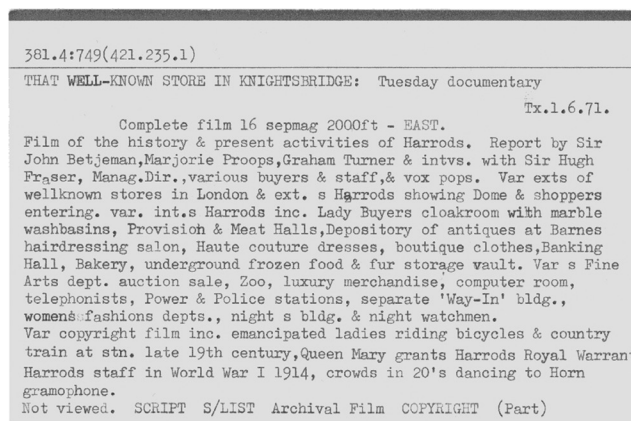 381.4:749(421.235.1)
THAT WELL-KNOWN STORE IN KNIGHTSBRIDGE: Tuesday documentary
Tx.1.6.71.
Complete film 16 sepmag 2000ft - EAST.
Film of the history & present activities of Harrods. Report by Sir
John Betjeman,Marjorie Proops,Graham Turner & intvs. with Sir Hugh
Fraser, Manag.Dir.,various buyers & staff,& vox pops. Var exts of
wellknown stores in London & ext. s Harrods showing Dome & shoppers
entering. var. int.s Harrods inc. Lady Buyers cloakroom with marble
washbasins, Provision & Meat Halls,Depository of antiques at Barnes
hairdressing salon, Haute couture dresses, boutique clothes,Banking
Hall, Bakery, underground frozen food & fur storage vault. Var s Fine
Arts dept. auction sale, Zoo, luxury merchandise, computer room,
telephonists, Power & Police stations, separate 'Way-In' bldg.,
womens fashions depts., night s bldg. & night watchmen.
Var copyright film inc. emancipated ladies riding bicycles & country
train at stn. late 19th century,Queen Mary grants Harrods Royal Warran
Harrods staff in World War I 1914, crowds in 20's dancing to Horn
gramophone.
Not viewed. SCRIPT S/LIST Archival Film COPYRIGHT (Part)